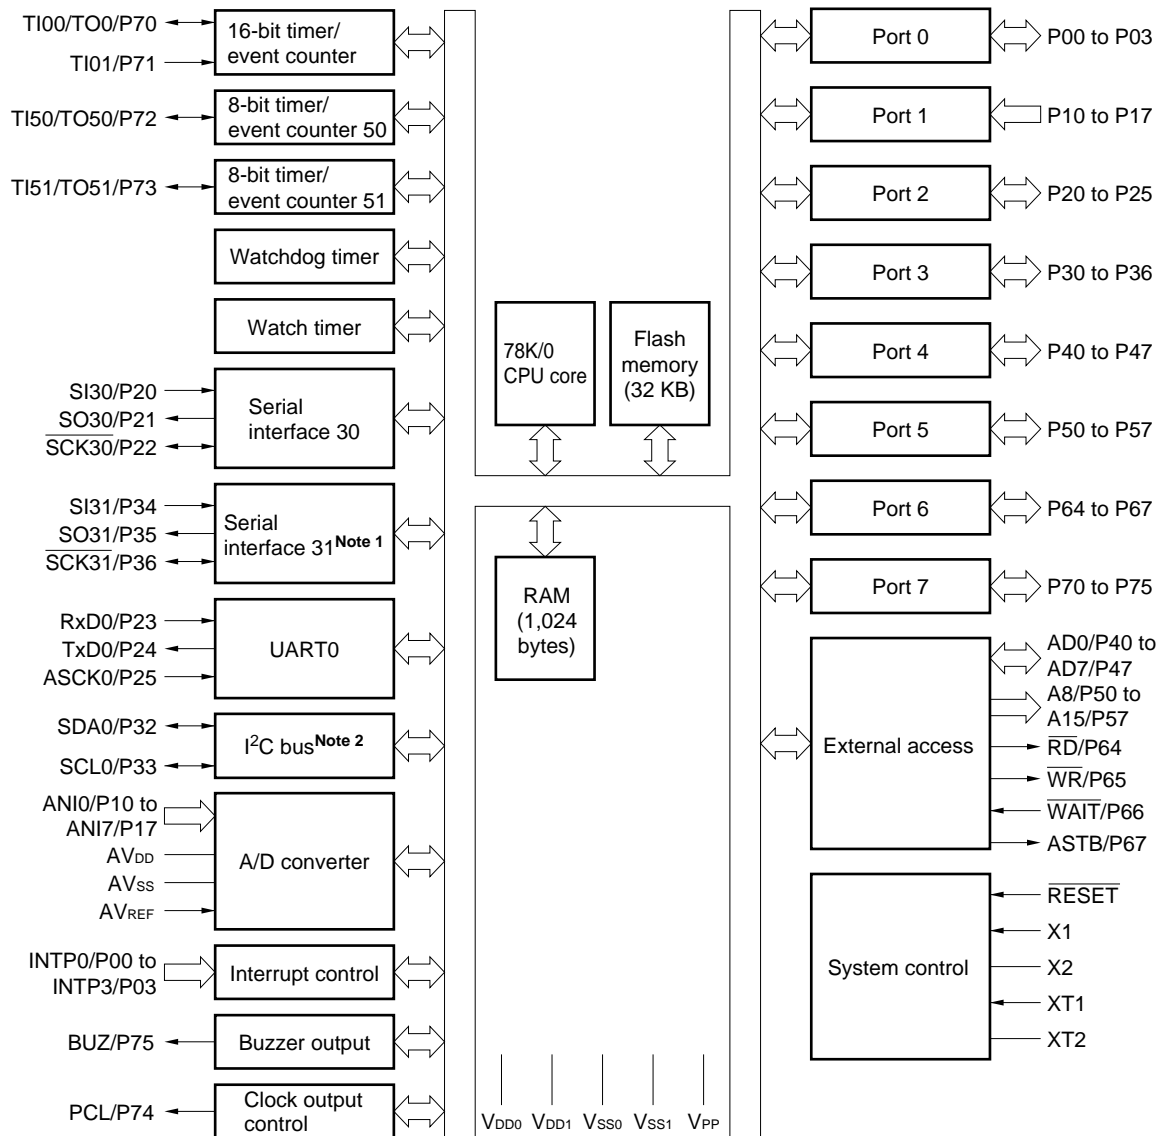 TI00/TO0/P70
TI01/P71
16-bit timer/
event counter
TI50/TO50/P72
8-bit timer/
event counter 50
TI51/TO51/P73
8-bit timer/
event counter 51
Watchdog timer
Watch timer
SI30/P20
SO30/P21
SCK30/P22
Serial
interface 30
SI31/P34
SO31/P35
SCK31/P36
Serial
interface 31Note 1
RxD0/P23
TxD0/P24
ASCK0/P25
UART0
SDA0/P32
SCL0/P33
I2C busNote 2
ANI0/P10 to
ANI7/P17
AVDD
AVSS
AVREF
A/D converter
INTP0/P00 to
INTP3/P03
Interrupt control
BUZ/P75
Buzzer output
PCL/P74
Clock output
control
78K/0
CPU core
Flash
memory
(32 KB)
RAM
(1,024
bytes)
VDD0 VDD1 VSS0 VSS1 VPP
Port 0
P00 to P03
Port 1
P10 to P17
Port 2
P20 to P25
Port 3
P30 to P36
Port 4
P40 to P47
Port 5
P50 to P57
Port 6
P64 to P67
Port 7
P70 to P75
External access
AD0/P40 to
AD7/P47
A8/P50 to
A15/P57
RD/P64
WR/P65
WAIT/P66
ASTB/P67
System control
RESET
X1
X2
XT1
XT2